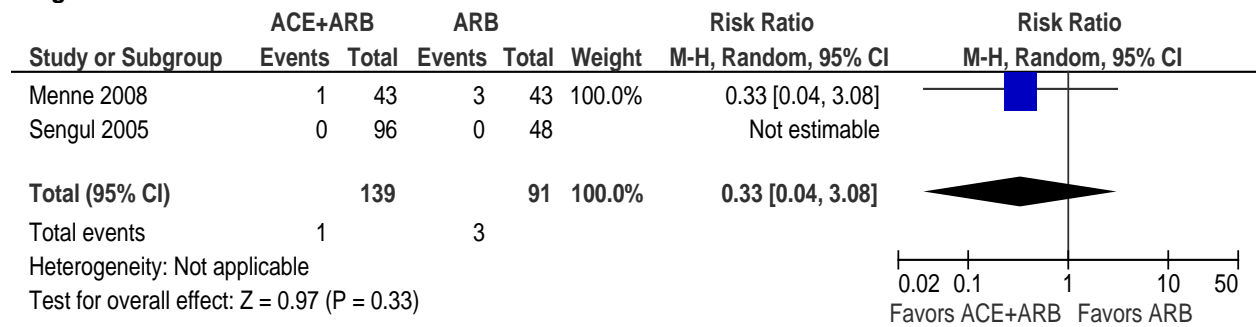 ACE+ARB ARB Risk Ratio Risk Ratio
Study or Subgroup Events Total Events Total Weight M-H, Random, 95% CI M-H, Random, 95% CI
Menne 2008 1 43 3 43 100.0% 0.33 [0.04, 3.08]
Sengul 2005 0 96 0 48 Not estimable
Total (95% CI) 139 91 100.0% 0.33 [0.04, 3.08]
Total events 1 3
Heterogeneity: Not applicable
Test for overall effect: Z = 0.97 (P = 0.33)
0.02 0.1 1 10 50
Favors ACE+ARB Favors ARB